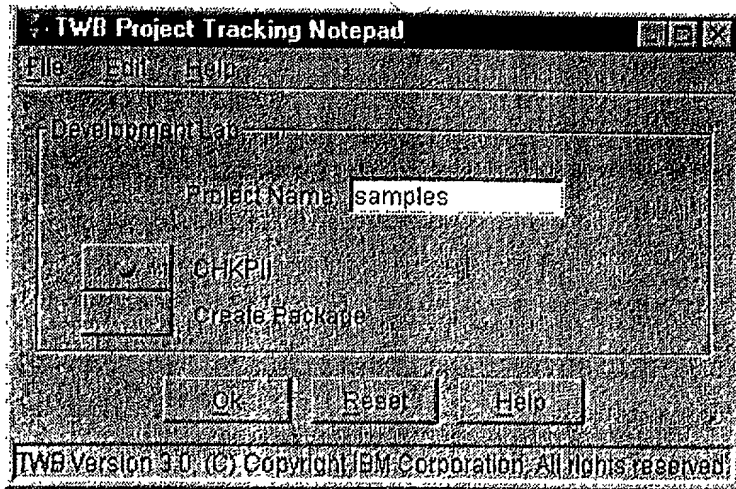 TWB Project Tracking Notepad
File Edit Help
Development Lab
Project Name samples
CHKPII
Create Package
Ok Reset Help
TWB Version 3.0. (C) Copyright IBM Corporation, All rights reserved.